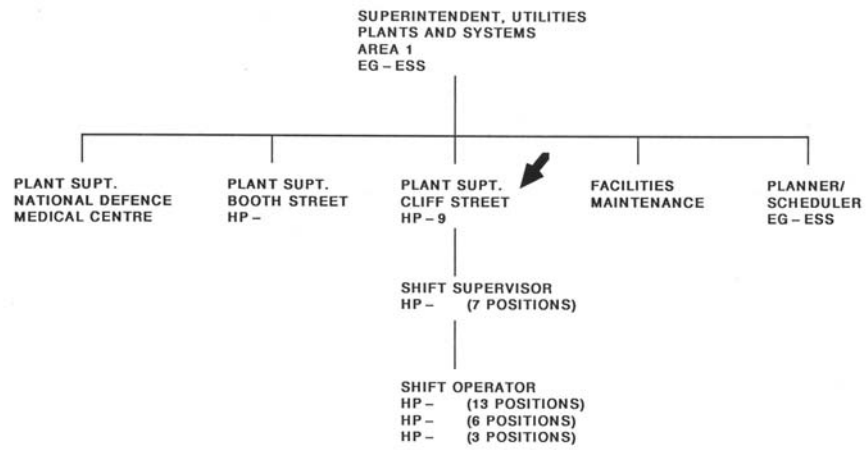 SUPERINTENDENT, UTILITIES
PLANTS AND SYSTEMS
AREA 1
EG – ESS
PLANT SUPT.
NATIONAL DEFENCE
MEDICAL CENTRE
PLANT SUPT.
BOOTH STREET
HP –
PLANT SUPT.
CLIFF STREET
HP – 9
FACILITIES
MAINTENANCE
PLANNER/
SCHEDULER
EG – ESS
SHIFT SUPERVISOR
HP – (7 POSITIONS)
SHIFT OPERATOR
HP – (13 POSITIONS)
HP – (6 POSITIONS)
HP – (3 POSITIONS)